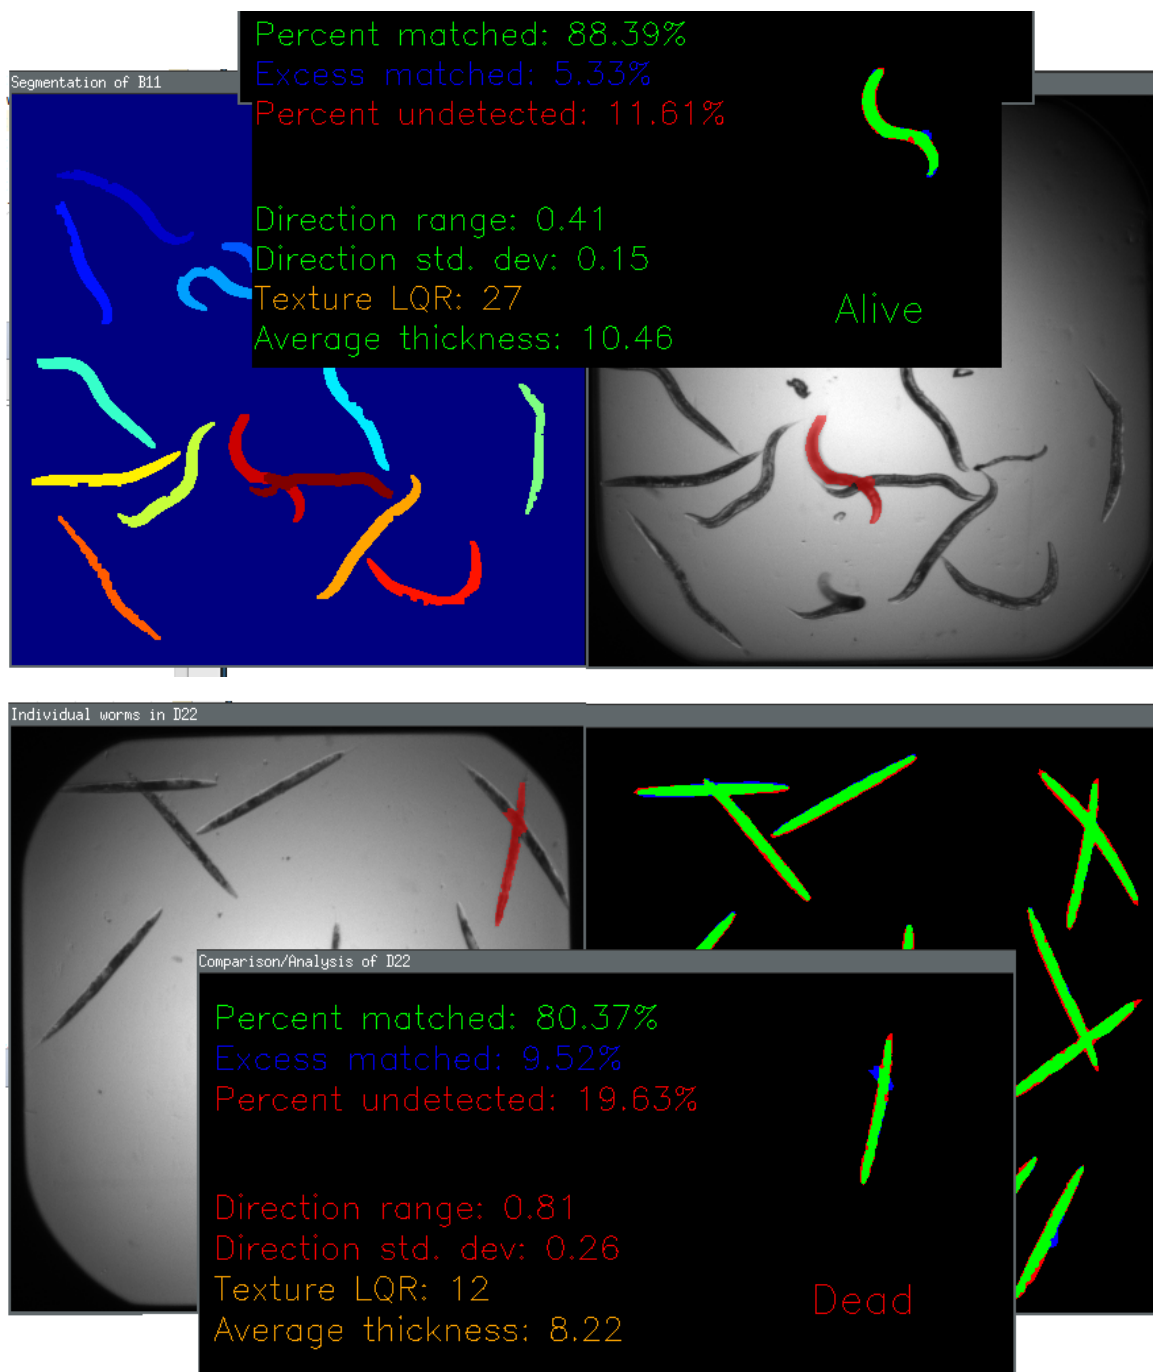 Percent matched: 88.39%
Segmentation of B11
Excess matched: 5.33%
Percent undetected: 11.61%
Direction range: 0.41
Direction std. dev: 0.15
Texture LQR: 27
Alive
Average thickness: 10.46
Individual worms in D22
Comparison/Analysis of D22
Percent matched: 80.37%
Excess matched: 9.52%
Percent undetected: 19.63%
Direction range: 0.81
Direction std. dev: 0.26
Texture LQR: 12
Dead
Average thickness: 8.22